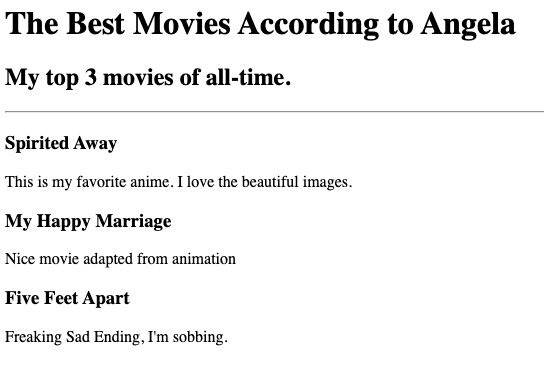 The Best Movies According to Angela
My top 3 movies of all-time.
Spirited Away
This is my favorite anime. I love the beautiful images.
My Happy Marriage
Nice movie adapted from animation
Five Feet Apart
Freaking Sad Ending, I'm sobbing.